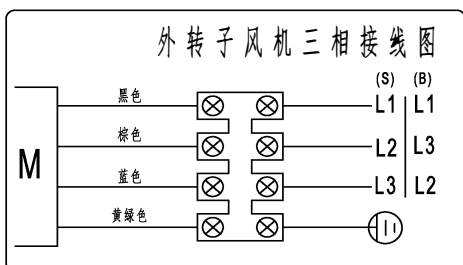 外转子风机三相接线图
(S) (B)
黑色 L1 L1
棕色 L2 L3
M
蓝色 L3 L2
黄绿色